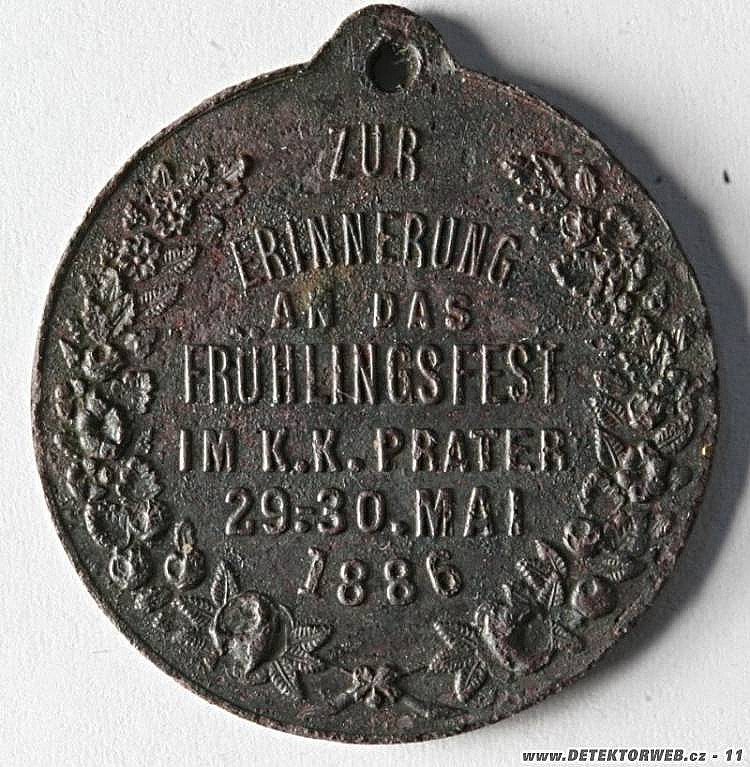 ZUR
ERINNERUNG
AN DAS
FRÜHLINGSFEST
IM K.K. PRATER
29.=30. MAI
1886
www.DETEKTORWEB.cz - 11